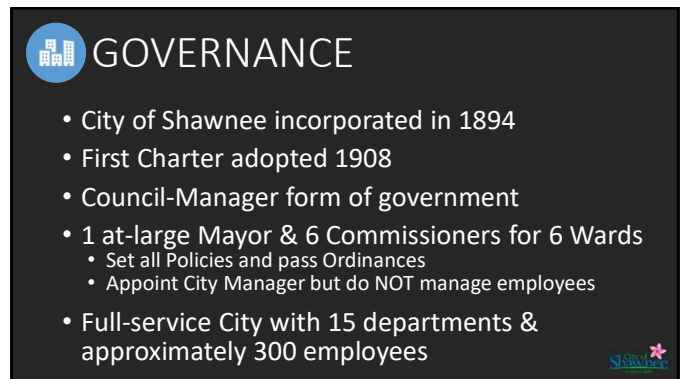 GOVERNANCE
• City of Shawnee incorporated in 1894
• First Charter adopted 1908
• Council-Manager form of government
• 1 at-large Mayor & 6 Commissioners for 6 Wards
• Set all Policies and pass Ordinances
• Appoint City Manager but do NOT manage employees
• Full-service City with 15 departments &
approximately 300 employees
City of
Shawnee